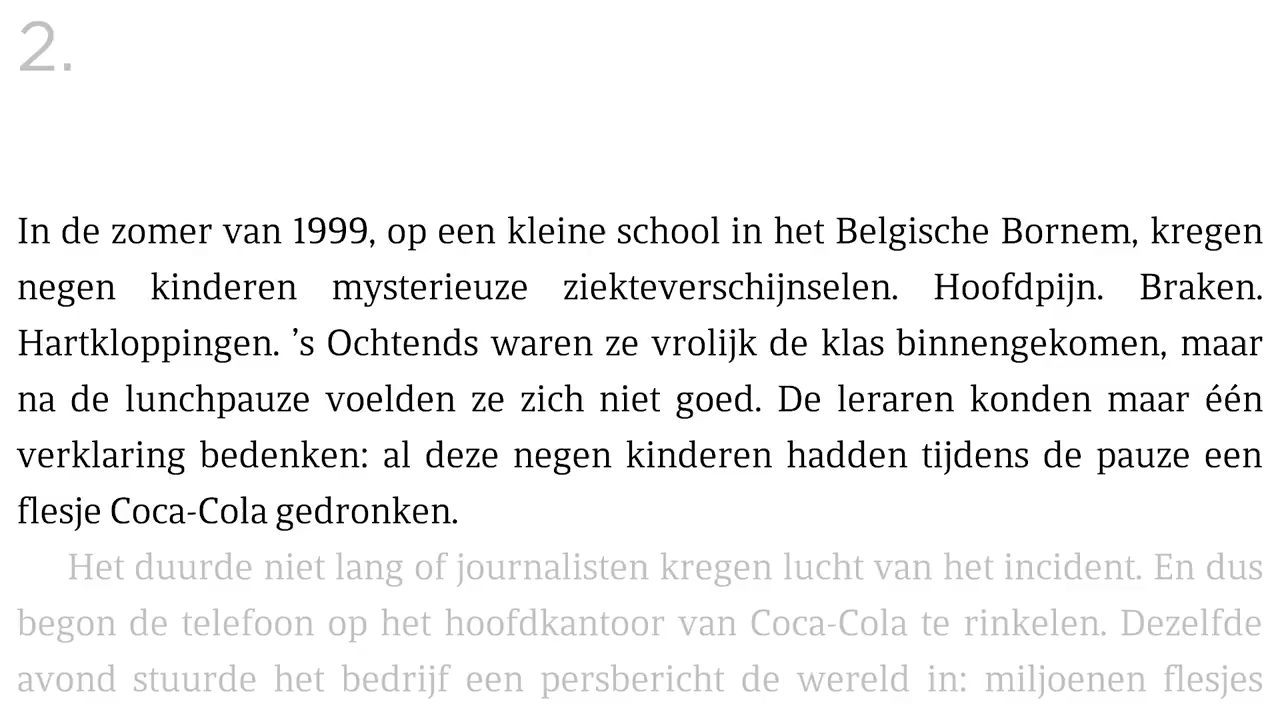 2.
In de zomer van 1999, op een kleine school in het Belgische Bornem, kregen
negen kinderen mysterieuze ziekteverschijnselen. Hoofdpijn. Braken.
Hartkloppingen. ’s Ochtends waren ze vrolijk de klas binnengekomen, maar
na de lunchpauze voelden ze zich niet goed. De leraren konden maar één
verklaring bedenken: al deze negen kinderen hadden tijdens de pauze een
flesje Coca-Cola gedronken.
Het duurde niet lang of journalisten kregen lucht van het incident. En dus
begon de telefoon op het hoofdkantoor van Coca-Cola te rinkelen. Dezelfde
avond stuurde het bedrijf een persbericht de wereld in: miljoenen flesjes